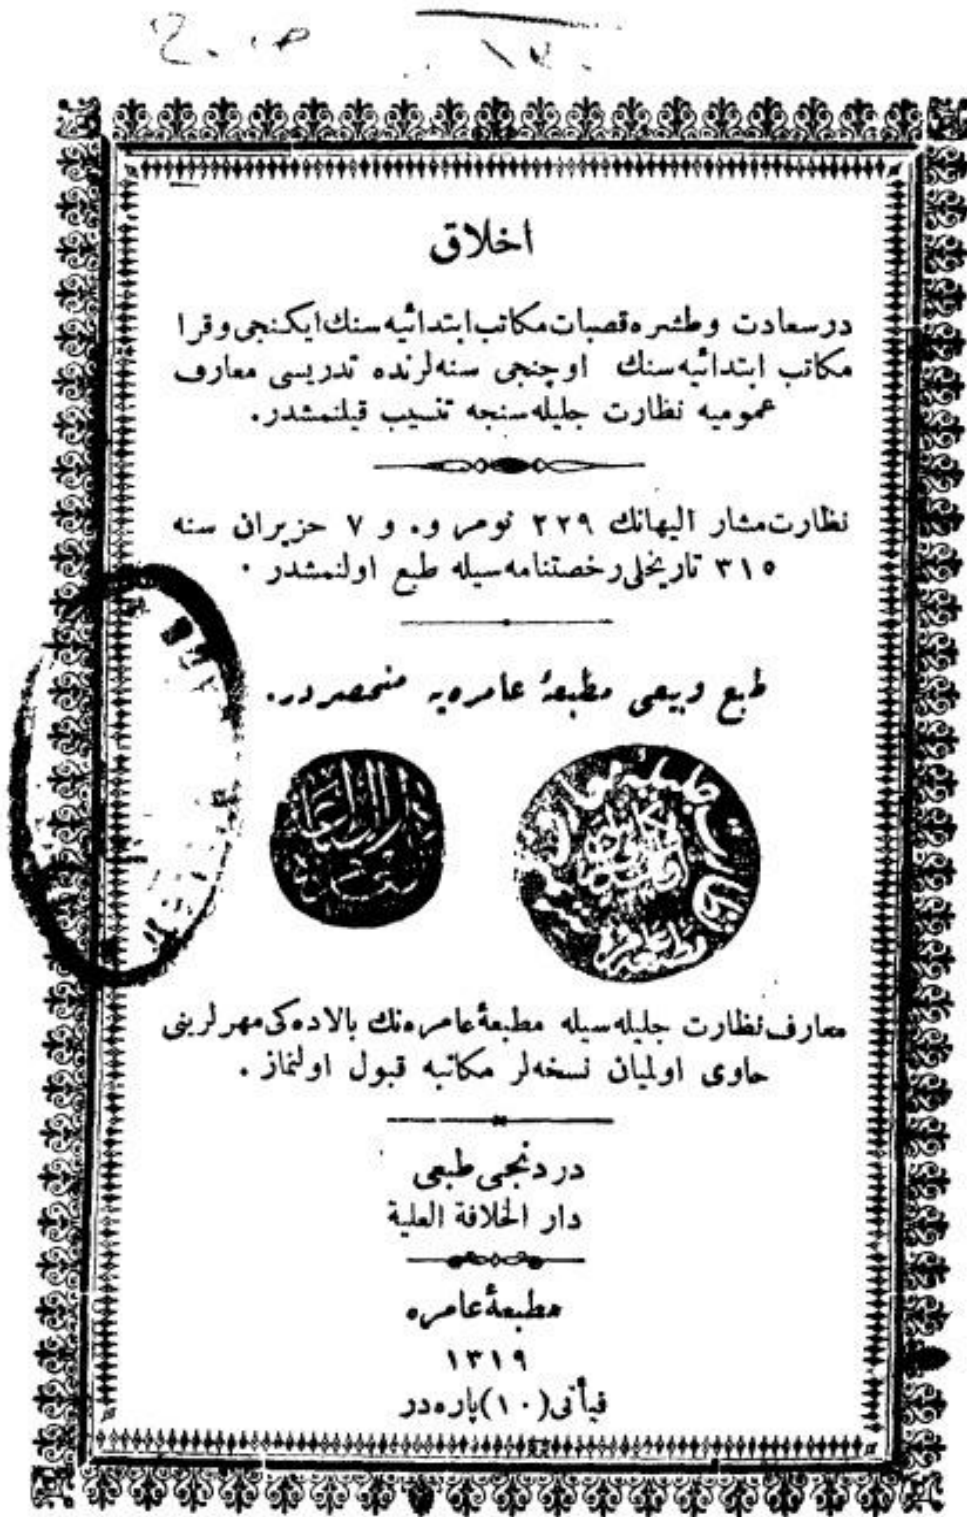 اخلاق
درسعادت وطشره قصبات مكاتب ابتدائيه سنك ايكنجى وقرا
مكاتب ابتدائيه سنك اوچنجى سنه لرنده تدريسى معارف
عموميه نظارت جليله سنجه تنسيب قيلنمشدر.
نظارت مشار اليهانك ٢٢٩ نومرو. و ٧ حزيران سنه
٣١٥ تاريخلى رخصتنامه سيله طبع اولنمشدر ٠
طبع وبيعى مطبعۀ عامره يه منحصردر.
معارف نظارت جليله سيله مطبعۀ عامره نك بالاده كى مهرلرينى
حاوى اولميان نسخه لر مكاتبه قبول اولنماز .
دردنجى طبعى
دار الخلافة العلية
مطبعۀ عامره
١٣١٩
فيأتى (١٠) پاره در